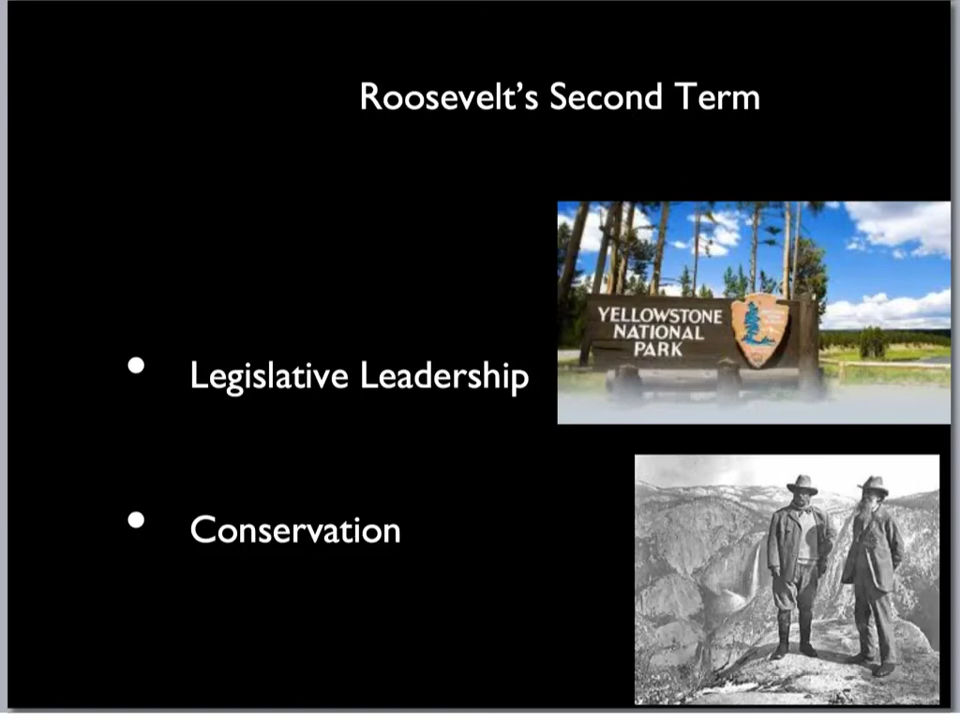 Roosevelt’s Second Term
YELLOWSTONE
NATIONAL
PARK
• Legislative Leadership
• Conservation